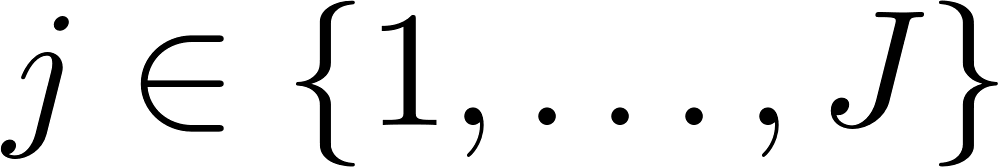 j ∈ {1, . . . , J}